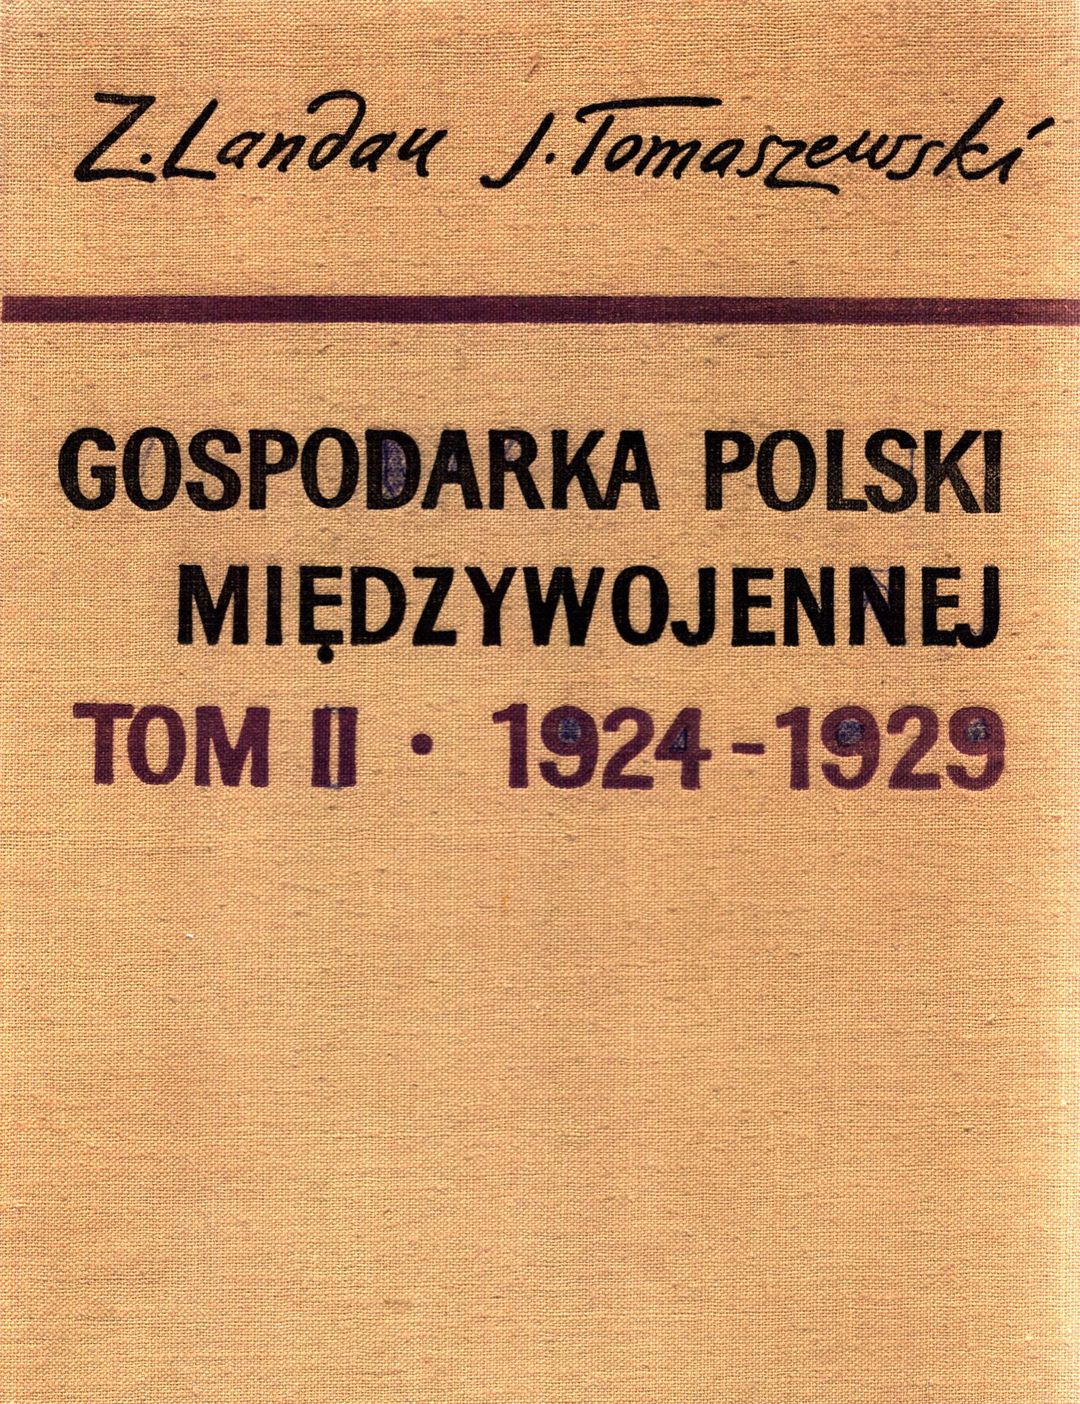 Z. Landau J. Tomaszewski
GOSPODARKA POLSKI
MIĘDZYWOJENNEJ
TOM II • 1924-1929